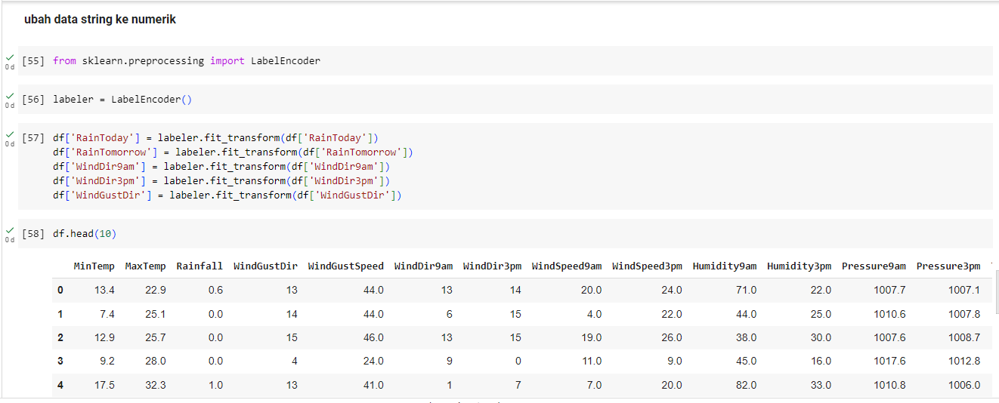 ubah data string ke numerik
0 d
[55] from sklearn.preprocessing import LabelEncoder
0 d
[56] labeler = LabelEncoder()
0 d
[57] df['RainToday'] = labeler.fit_transform(df['RainToday'])
df['RainTomorrow'] = labeler.fit_transform(df['RainTomorrow'])
df['WindDir9am'] = labeler.fit_transform(df['WindDir9am'])
df['WindDir3pm'] = labeler.fit_transform(df['WindDir3pm'])
df['WindGustDir'] = labeler.fit_transform(df['WindGustDir'])
0 d
[58] df.head(10)
MinTemp MaxTemp Rainfall WindGustDir WindGustSpeed WindDir9am WindDir3pm WindSpeed9am WindSpeed3pm Humidity9am Humidity3pm Pressure9am Pressure3pm
0 13.4 22.9 0.6 13 44.0 13 14 20.0 24.0 71.0 22.0 1007.7 1007.1
1 7.4 25.1 0.0 14 44.0 6 15 4.0 22.0 44.0 25.0 1010.6 1007.8
2 12.9 25.7 0.0 15 46.0 13 15 19.0 26.0 38.0 30.0 1007.6 1008.7
3 9.2 28.0 0.0 4 24.0 9 0 11.0 9.0 45.0 16.0 1017.6 1012.8
4 17.5 32.3 1.0 13 41.0 1 7 7.0 20.0 82.0 33.0 1010.8 1006.0